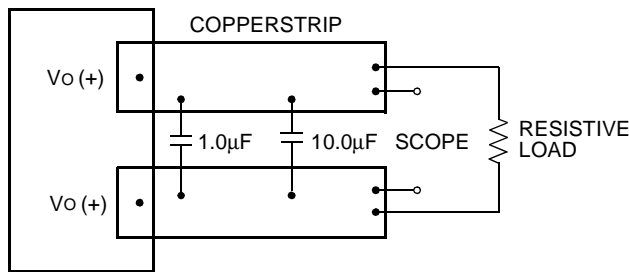 COPPERSTRIP
VO (+)
1.0μF
10.0μF
SCOPE
RESISTIVE
LOAD
VO (+)